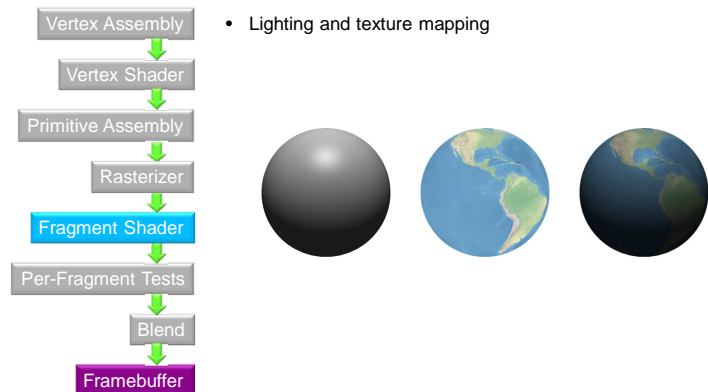 Vertex Assembly
• Lighting and texture mapping
Vertex Shader
Primitive Assembly
Rasterizer
Fragment Shader
Per-Fragment Tests
Blend
Framebuffer